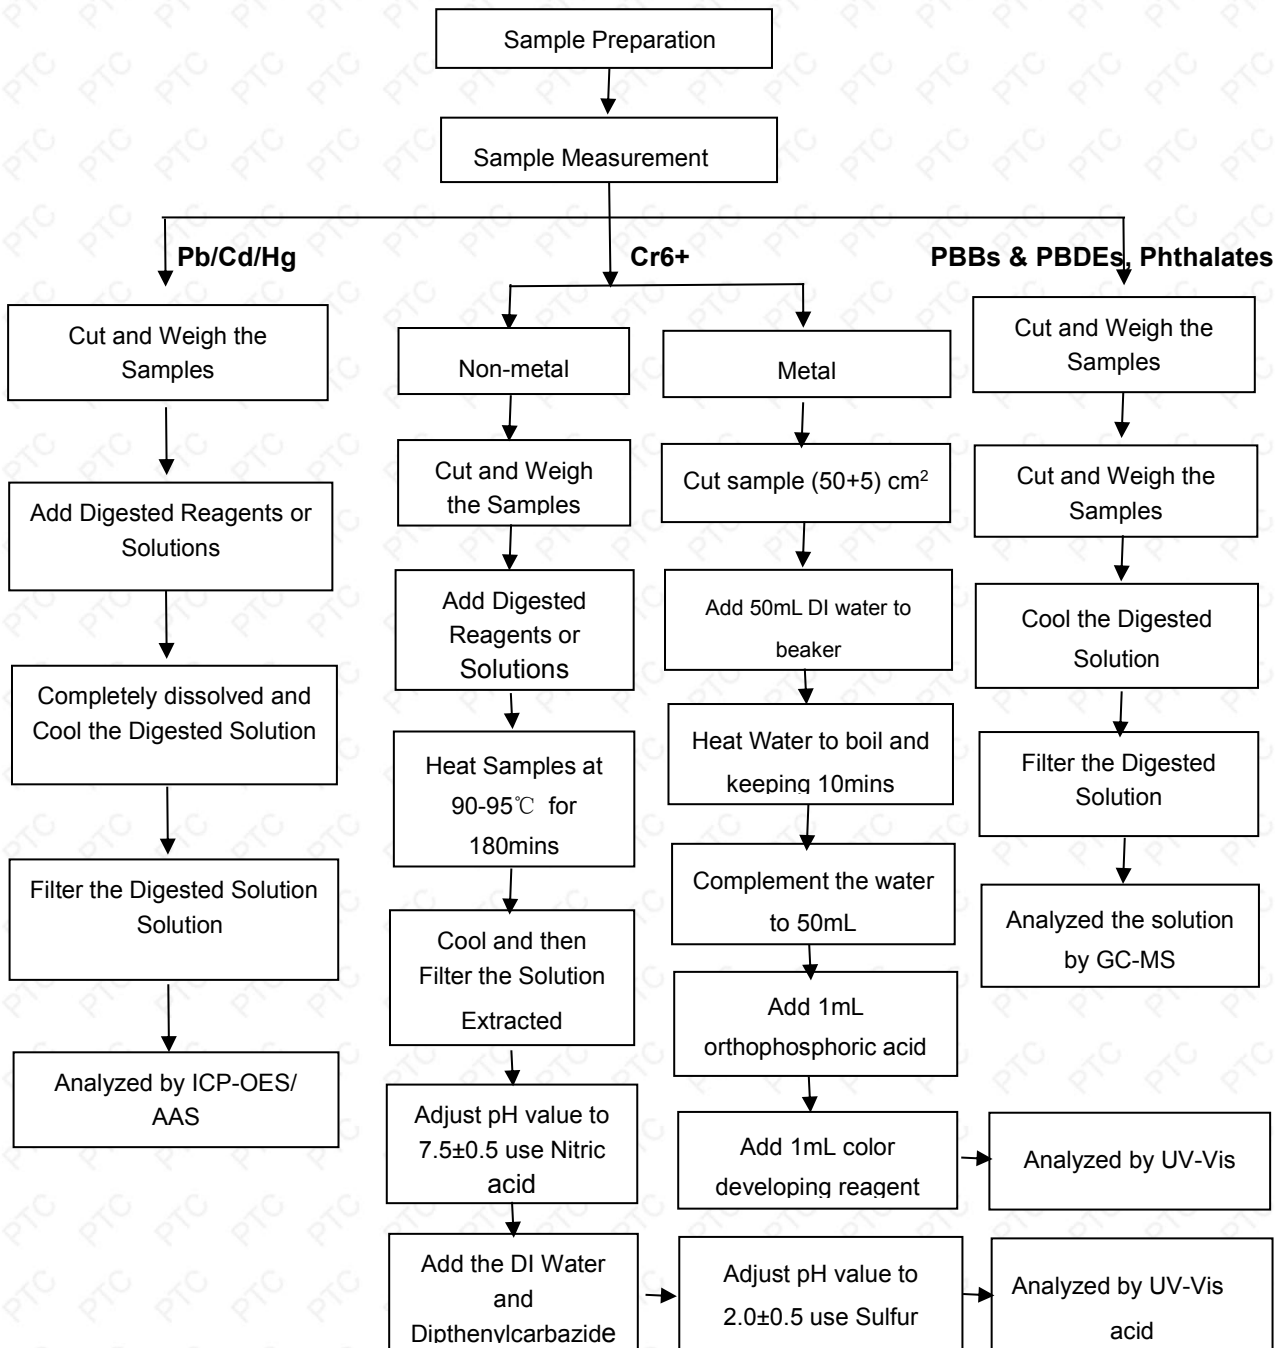 Sample Preparation
Sample Measurement
Pb/Cd/Hg
Cr6+
PBBs & PBDEs, Phthalates
Cut and Weigh the
Samples
Add Digested Reagents or
Solutions
Completely dissolved and
Cool the Digested Solution
Filter the Digested Solution
Solution
Analyzed by ICP-OES/
AAS
Non-metal
Cut and Weigh
the Samples
Add Digested
Reagents or
Solutions
Heat Samples at
90-95℃ for
180mins
Cool and then
Filter the Solution
Extracted
Adjust pH value to
7.5±0.5 use Nitric
acid
Add the DI Water
and
Dipthenylcarbazide
Adjust pH value to
2.0±0.5 use Sulfur
Analyzed by UV-Vis
acid
Metal
Cut sample (50+5) cm²
Add 50mL DI water to
beaker
Heat Water to boil and
keeping 10mins
Complement the water
to 50mL
Add 1mL
orthophosphoric acid
Add 1mL color
developing reagent
Analyzed by UV-Vis
Cut and Weigh the
Samples
Cut and Weigh the
Samples
Cool the Digested
Solution
Filter the Digested
Solution
Analyzed the solution
by GC-MS